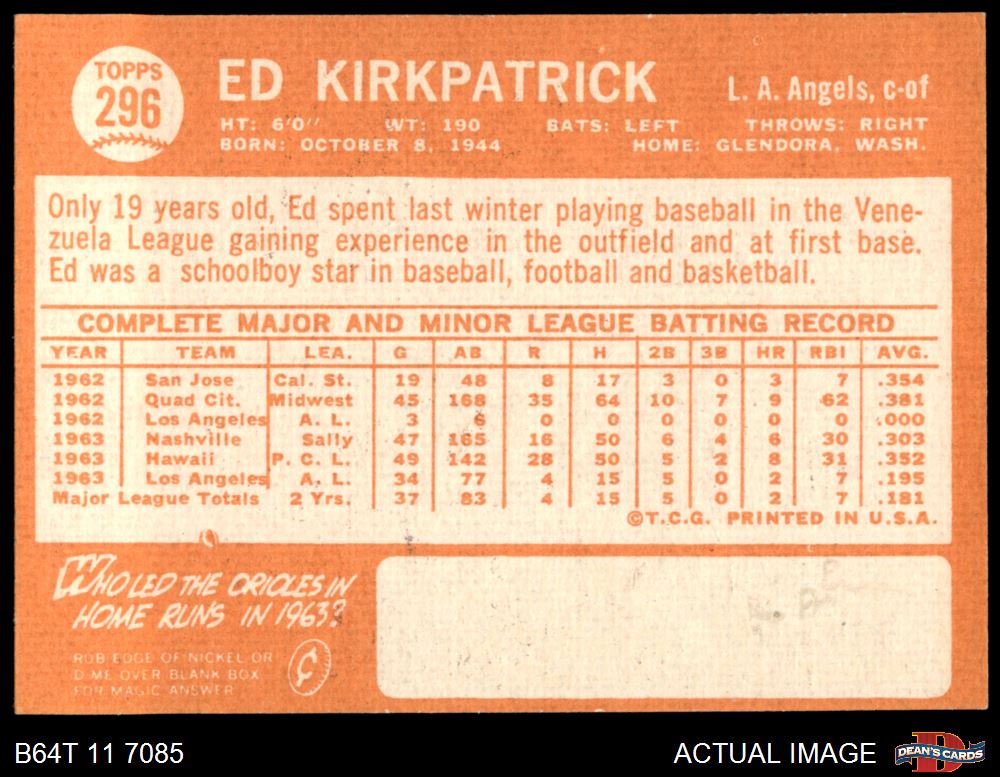 TOPPS
296
ED KIRKPATRICK
L. A. Angels, c-of
HT: 6'0" WT: 190 BATS: LEFT THROWS: RIGHT
BORN: OCTOBER 8, 1944 HOME: GLENDORA, WASH.
Only 19 years old, Ed spent last winter playing baseball in the Vene-
zuela League gaining experience in the outfield and at first base.
Ed was a schoolboy star in baseball, football and basketball.
COMPLETE MAJOR AND MINOR LEAGUE BATTING RECORD
YEAR TEAM LEA. G AB R H 2B 3B HR RBI AVG.
1962 San Jose Cal. St. 19 48 8 17 3 0 3 7 .354
1962 Quad Cit. Midwest 45 168 35 64 10 7 9 62 .381
1962 Los Angeles A. L. 3 6 0 0 0 0 0 0 .000
1963 Nashville Sally 47 165 16 50 6 4 6 30 .303
1963 Hawaii P. C. L. 49 142 28 50 5 2 8 31 .352
1963 Los Angeles A. L. 34 77 4 15 5 0 2 7 .195
Major League Totals 2 Yrs. 37 83 4 15 5 0 2 7 .181
©T.C.G. PRINTED IN U.S.A.
WHO LED THE ORIOLES IN
HOME RUNS IN 1963?
RUB EDGE OF NICKEL OR
DIME OVER BLANK BOX
FOR MAGIC ANSWER
¢
B64T 11 7085
ACTUAL IMAGE
DEAN'S CARDS